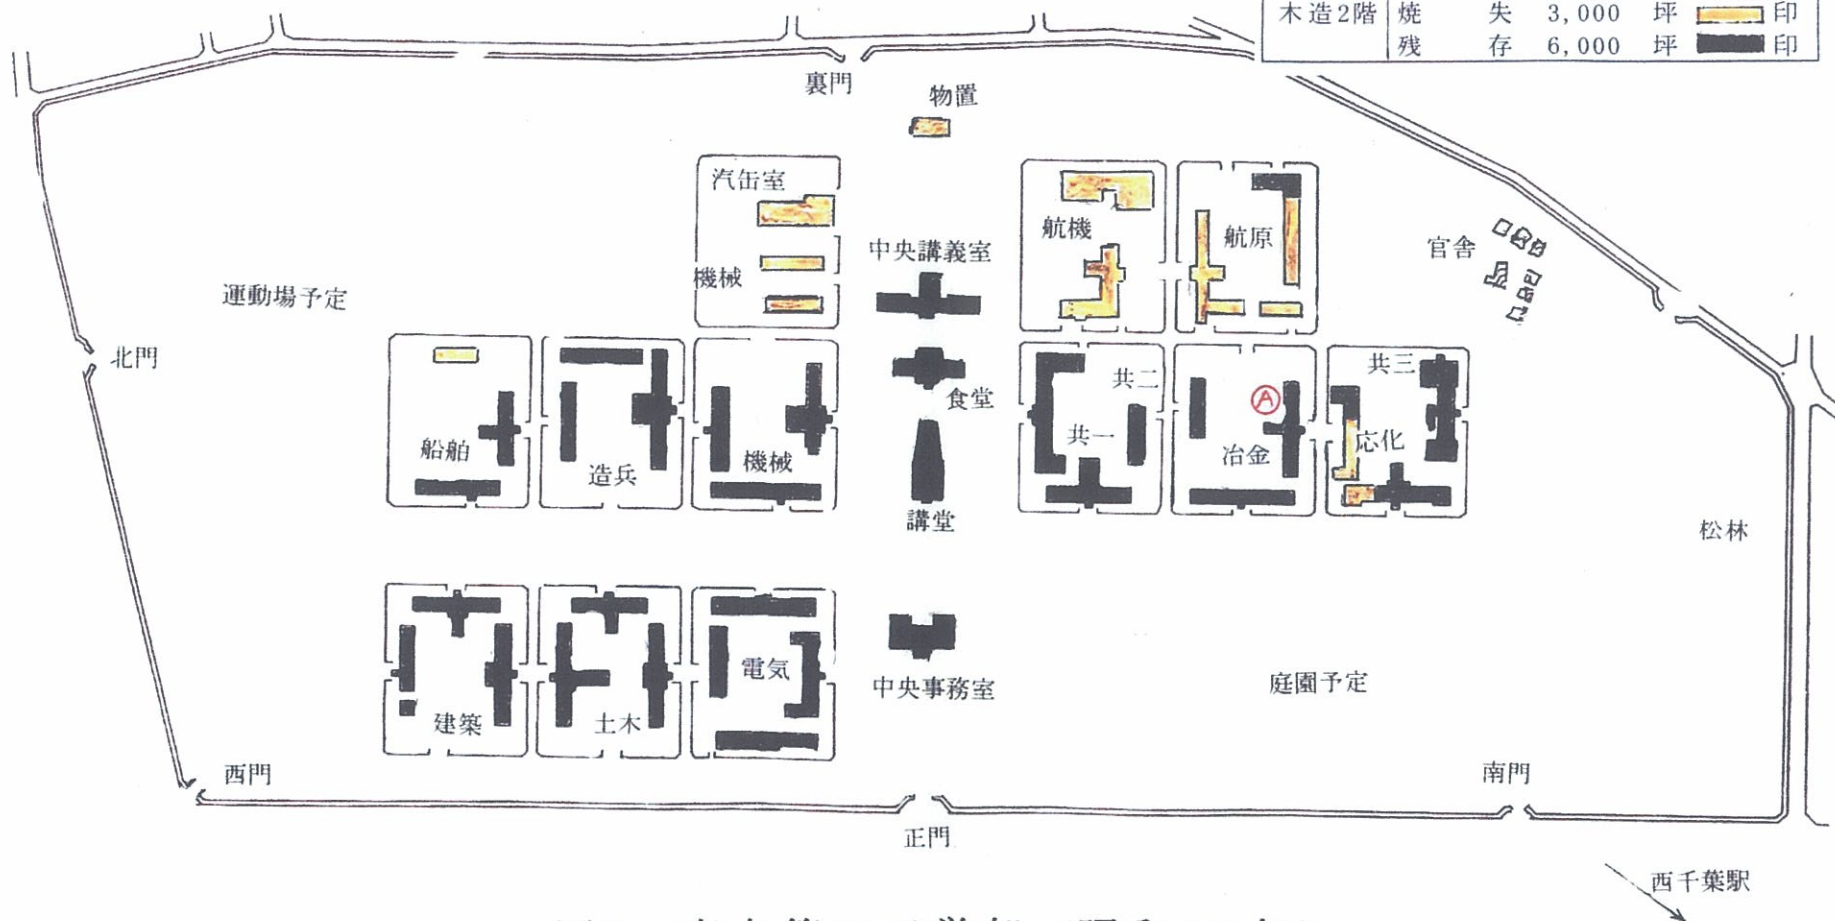 木造2階 焼失 3,000 坪 印
残存 6,000 坪 印
裏門
物置
汽缶室
航機
航原
中央講義室
官舎
機械
運動場予定
北門
食堂
共二
共三
船舶
造兵
機械
共一
A
冶金
応化
講堂
松林
建築
土木
電気
中央事務室
庭園予定
西門
南門
正門
西千葉駅